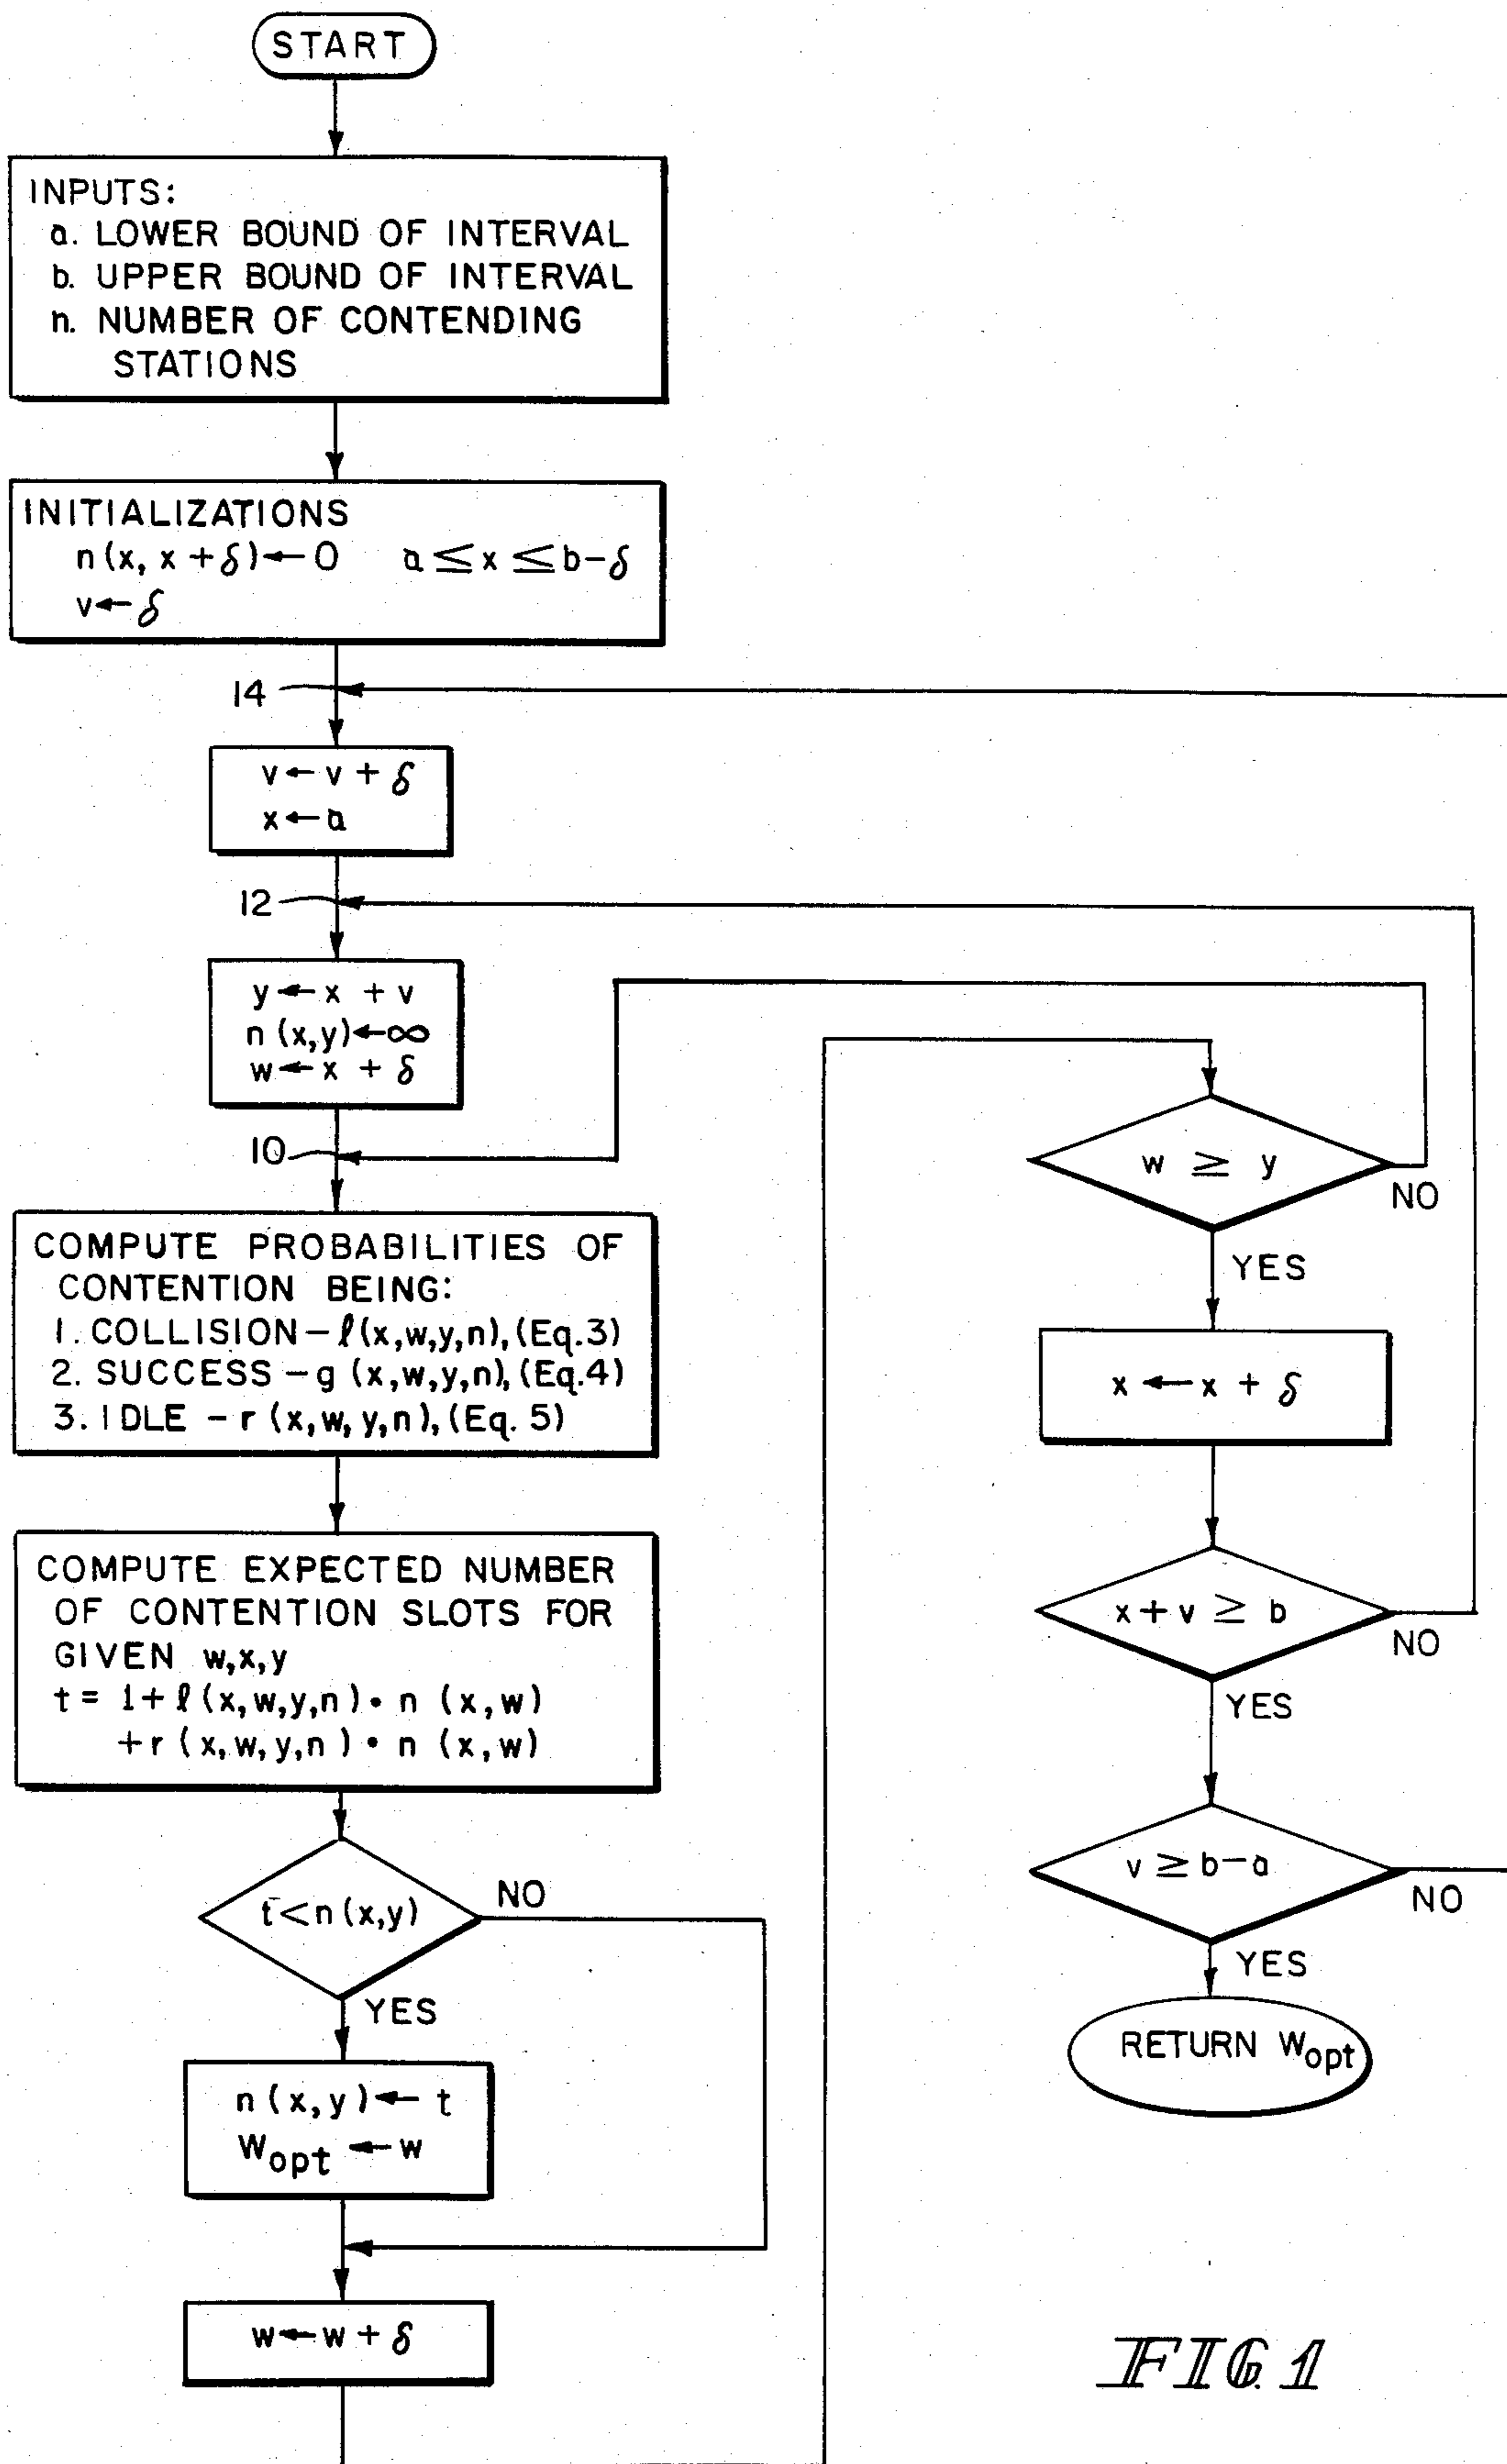 START
INPUTS:
a. LOWER BOUND OF INTERVAL
b. UPPER BOUND OF INTERVAL
n. NUMBER OF CONTENDING
STATIONS
INITIALIZATIONS
n(x, x+δ)←0 a≤x≤b-δ
v←δ
14
v←v+δ
x←a
12
y←x+v
n(x,y)←∞
w←x+δ
10
COMPUTE PROBABILITIES OF
CONTENTION BEING:
1. COLLISION-ℓ(x,w,y,n),(Eq.3)
2. SUCCESS-g(x,w,y,n),(Eq.4)
3. IDLE-r(x,w,y,n),(Eq.5)
COMPUTE EXPECTED NUMBER
OF CONTENTION SLOTS FOR
GIVEN w,x,y
t=1+ℓ(x,w,y,n)•n(x,w)
+r(x,w,y,n)•n(x,w)
t<n(x,y)
NO
YES
n(x,y)←t
Wopt←w
w←w+δ
w≥y
NO
YES
x←x+δ
x+v≥b
NO
YES
v≥b-a
NO
YES
RETURN Wopt
FIG. 1